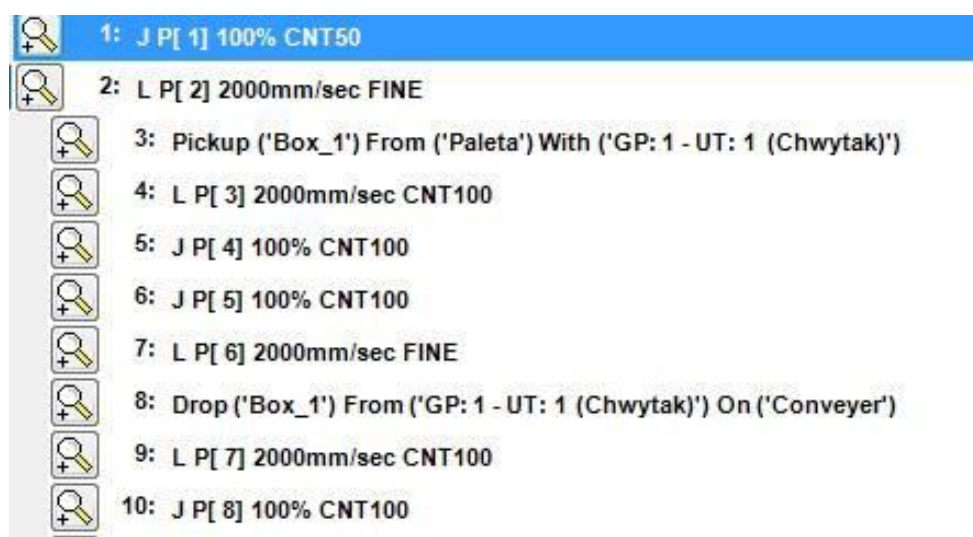 1: J P[ 1] 100% CNT50
2: L P[ 2] 2000mm/sec FINE
3: Pickup ('Box_1') From ('Paleta') With ('GP: 1 - UT: 1 (Chwytak)')
4: L P[ 3] 2000mm/sec CNT100
5: J P[ 4] 100% CNT100
6: J P[ 5] 100% CNT100
7: L P[ 6] 2000mm/sec FINE
8: Drop ('Box_1') From ('GP: 1 - UT: 1 (Chwytak)') On ('Conveyer')
9: L P[ 7] 2000mm/sec CNT100
10: J P[ 8] 100% CNT100